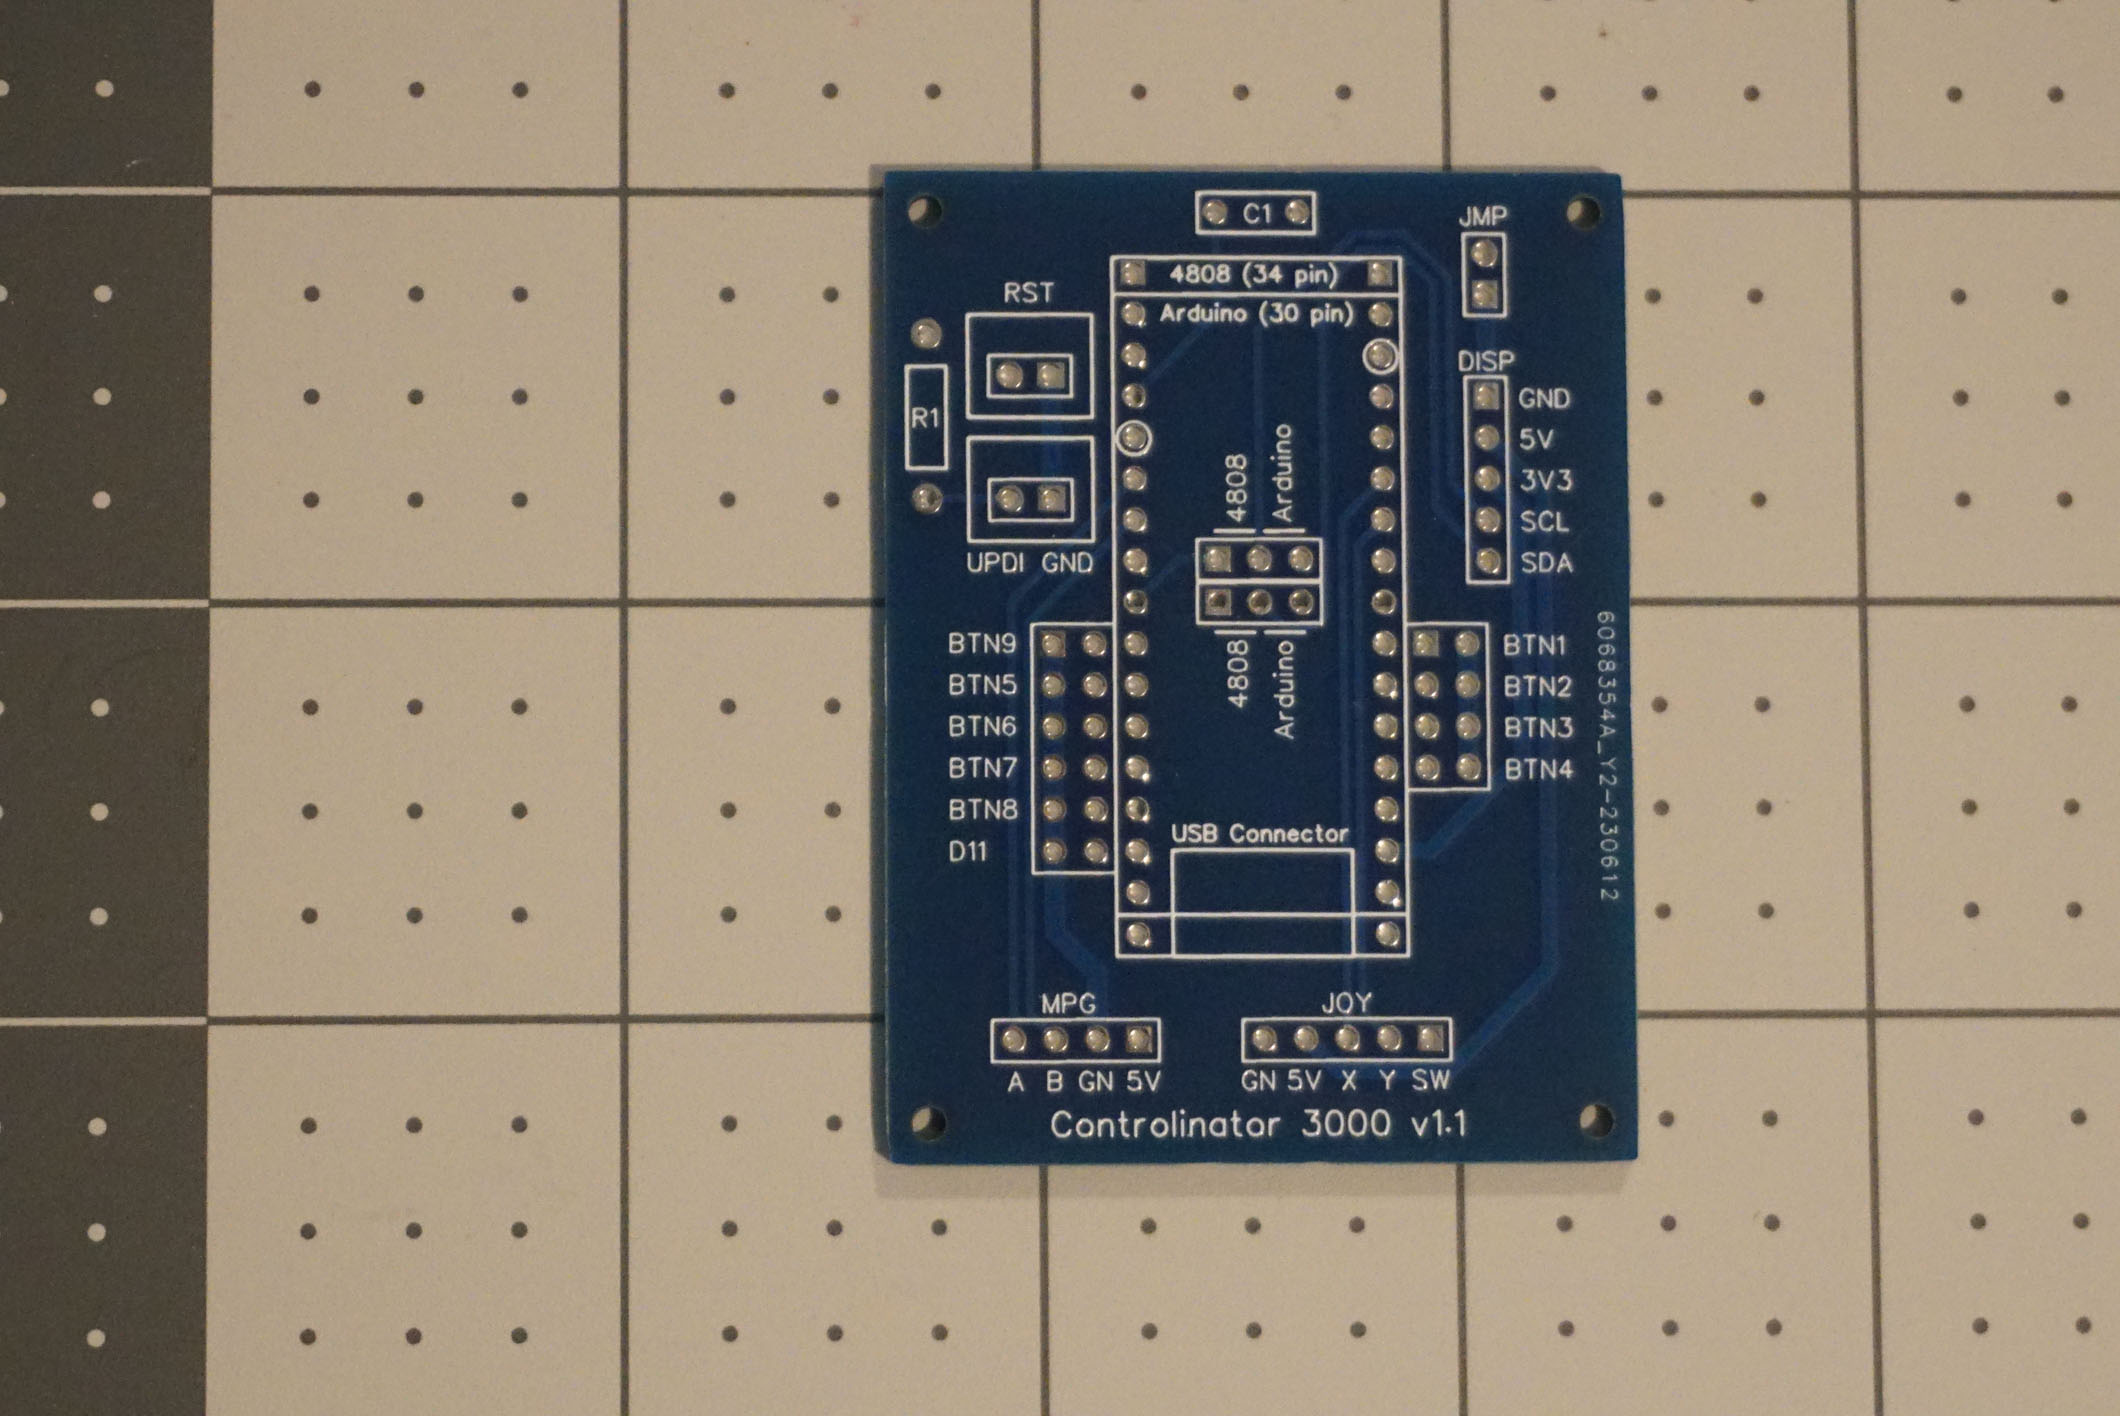 C1
JMP
4808 (34 pin)
RST
Arduino (30 pin)
DISP
GND
5V
3V3
SCL
SDA
R1
4808
Arduino
UPDI GND
4808
Arduino
BTN9
BTN5
BTN6
BTN7
BTN8
D11
BTN1
BTN2
BTN3
BTN4
6068354A_Y2-230612
USB Connector
MPG
A B GN 5V
JOY
GN 5V X Y SW
Controlinator 3000 v1.1